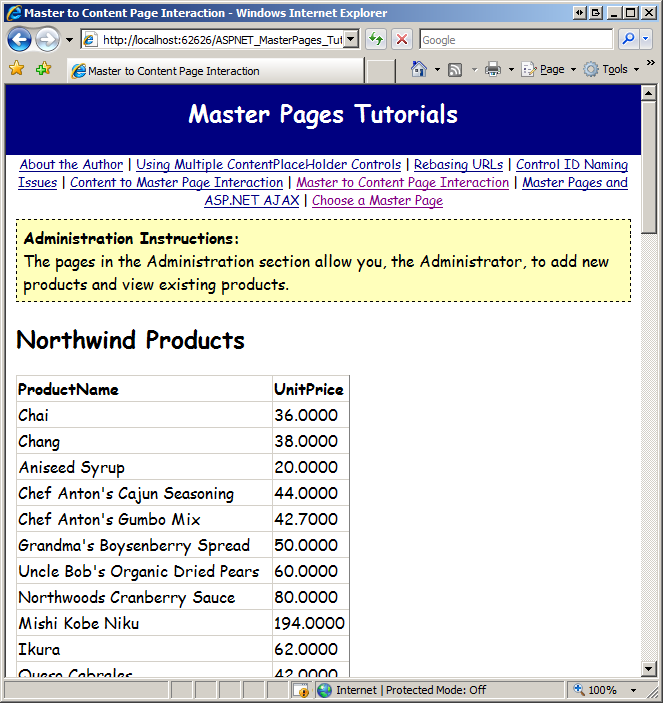 Master to Content Page Interaction - Windows Internet Explorer
http://localhost:62626/ASPNET_MasterPages_Tut
Google
Master to Content Page Interaction
Page
Tools
Master Pages Tutorials
About the Author | Using Multiple ContentPlaceHolder Controls | Rebasing URLs | Control ID Naming
Issues | Content to Master Page Interaction | Master to Content Page Interaction | Master Pages and
ASP.NET AJAX | Choose a Master Page
Administration Instructions:
The pages in the Administration section allow you, the Administrator, to add new
products and view existing products.
Northwind Products
ProductName UnitPrice
Chai 36.0000
Chang 38.0000
Aniseed Syrup 20.0000
Chef Anton's Cajun Seasoning 44.0000
Chef Anton's Gumbo Mix 42.7000
Grandma's Boysenberry Spread 50.0000
Uncle Bob's Organic Dried Pears 60.0000
Northwoods Cranberry Sauce 80.0000
Mishi Kobe Niku 194.0000
Ikura 62.0000
Queso Cabrales 42.0000
Internet | Protected Mode: Off
100%